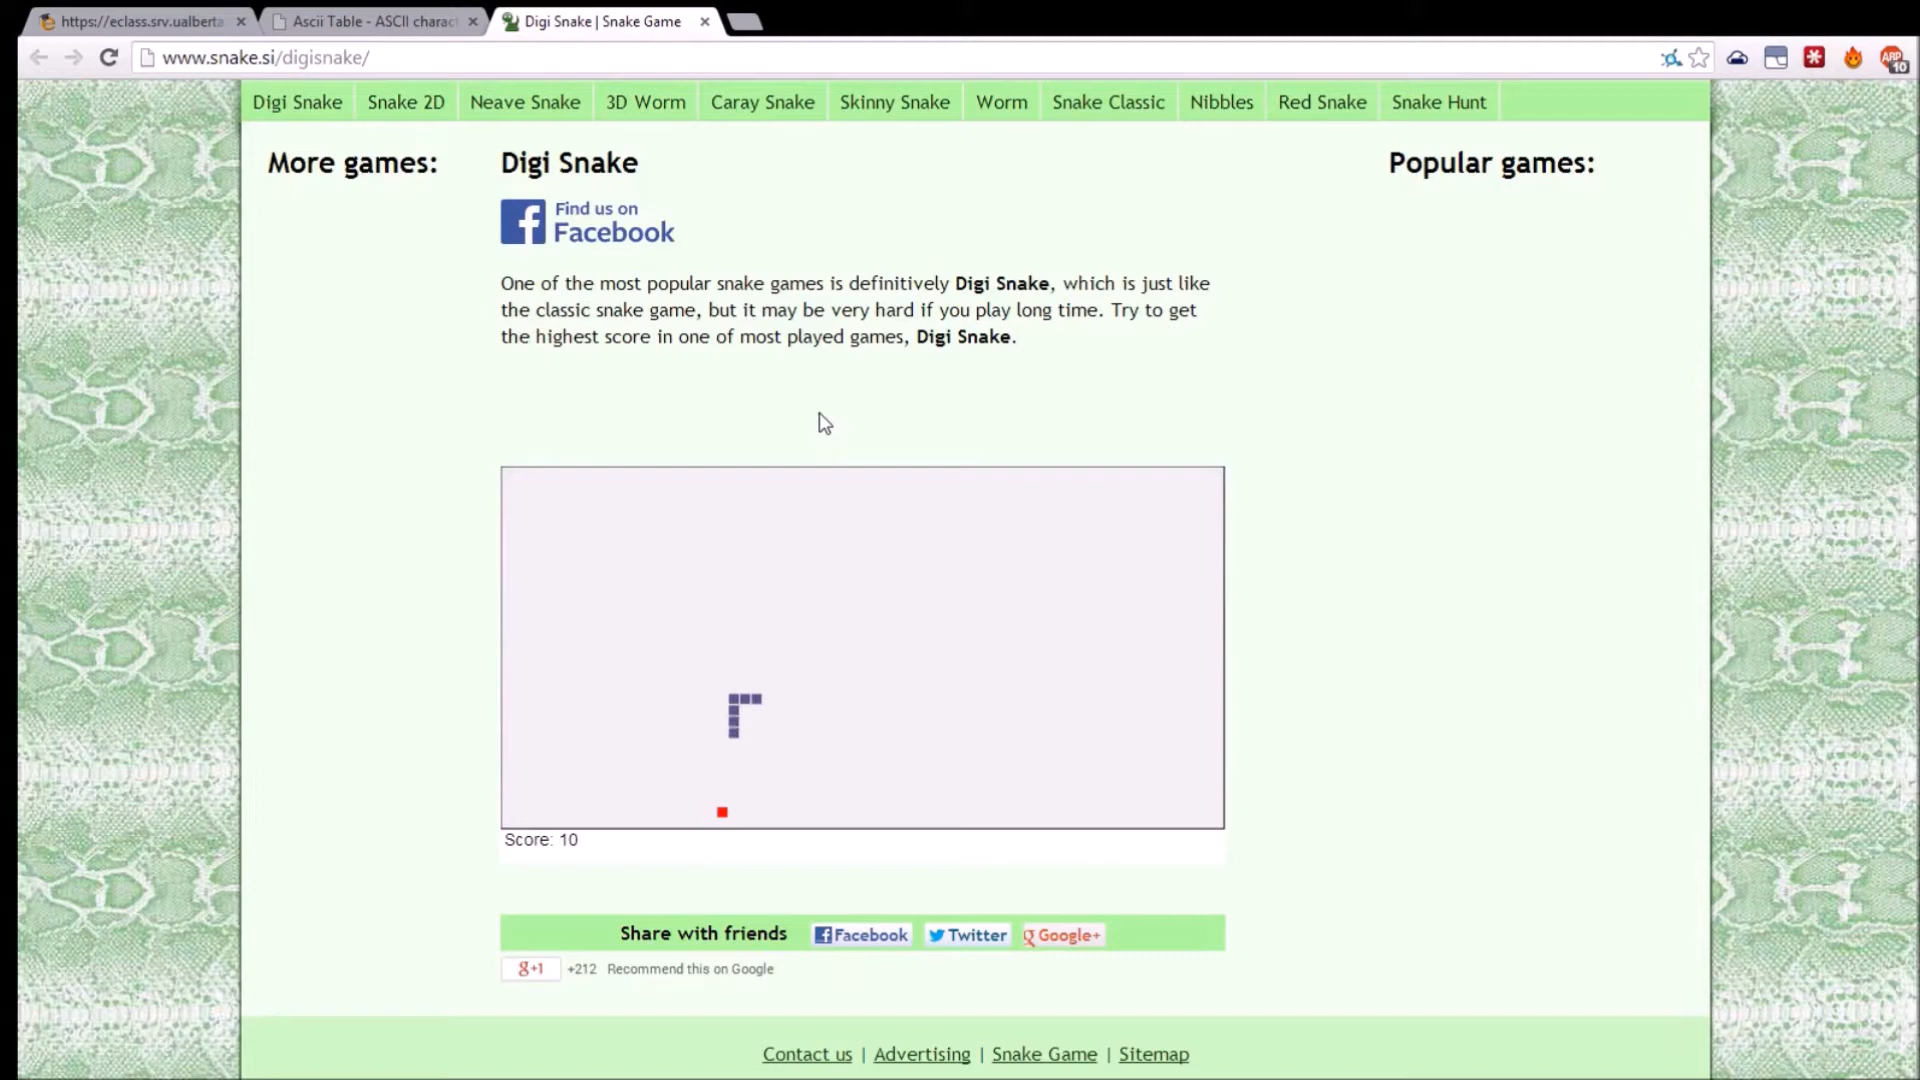 https://eclass.srv.ualberta
Ascii Table - ASCII charact
Digi Snake | Snake Game
www.snake.si/digisnake/
ABP
10
Digi Snake
Snake 2D
Neave Snake
3D Worm
Caray Snake
Skinny Snake
Worm
Snake Classic
Nibbles
Red Snake
Snake Hunt
More games:
Digi Snake
Popular games:
Find us on
Facebook
One of the most popular snake games is definitively Digi Snake, which is just like
the classic snake game, but it may be very hard if you play long time. Try to get
the highest score in one of most played games, Digi Snake.
Score: 10
Share with friends
Facebook
Twitter
Google+
g+1
+212 Recommend this on Google
Contact us | Advertising | Snake Game | Sitemap